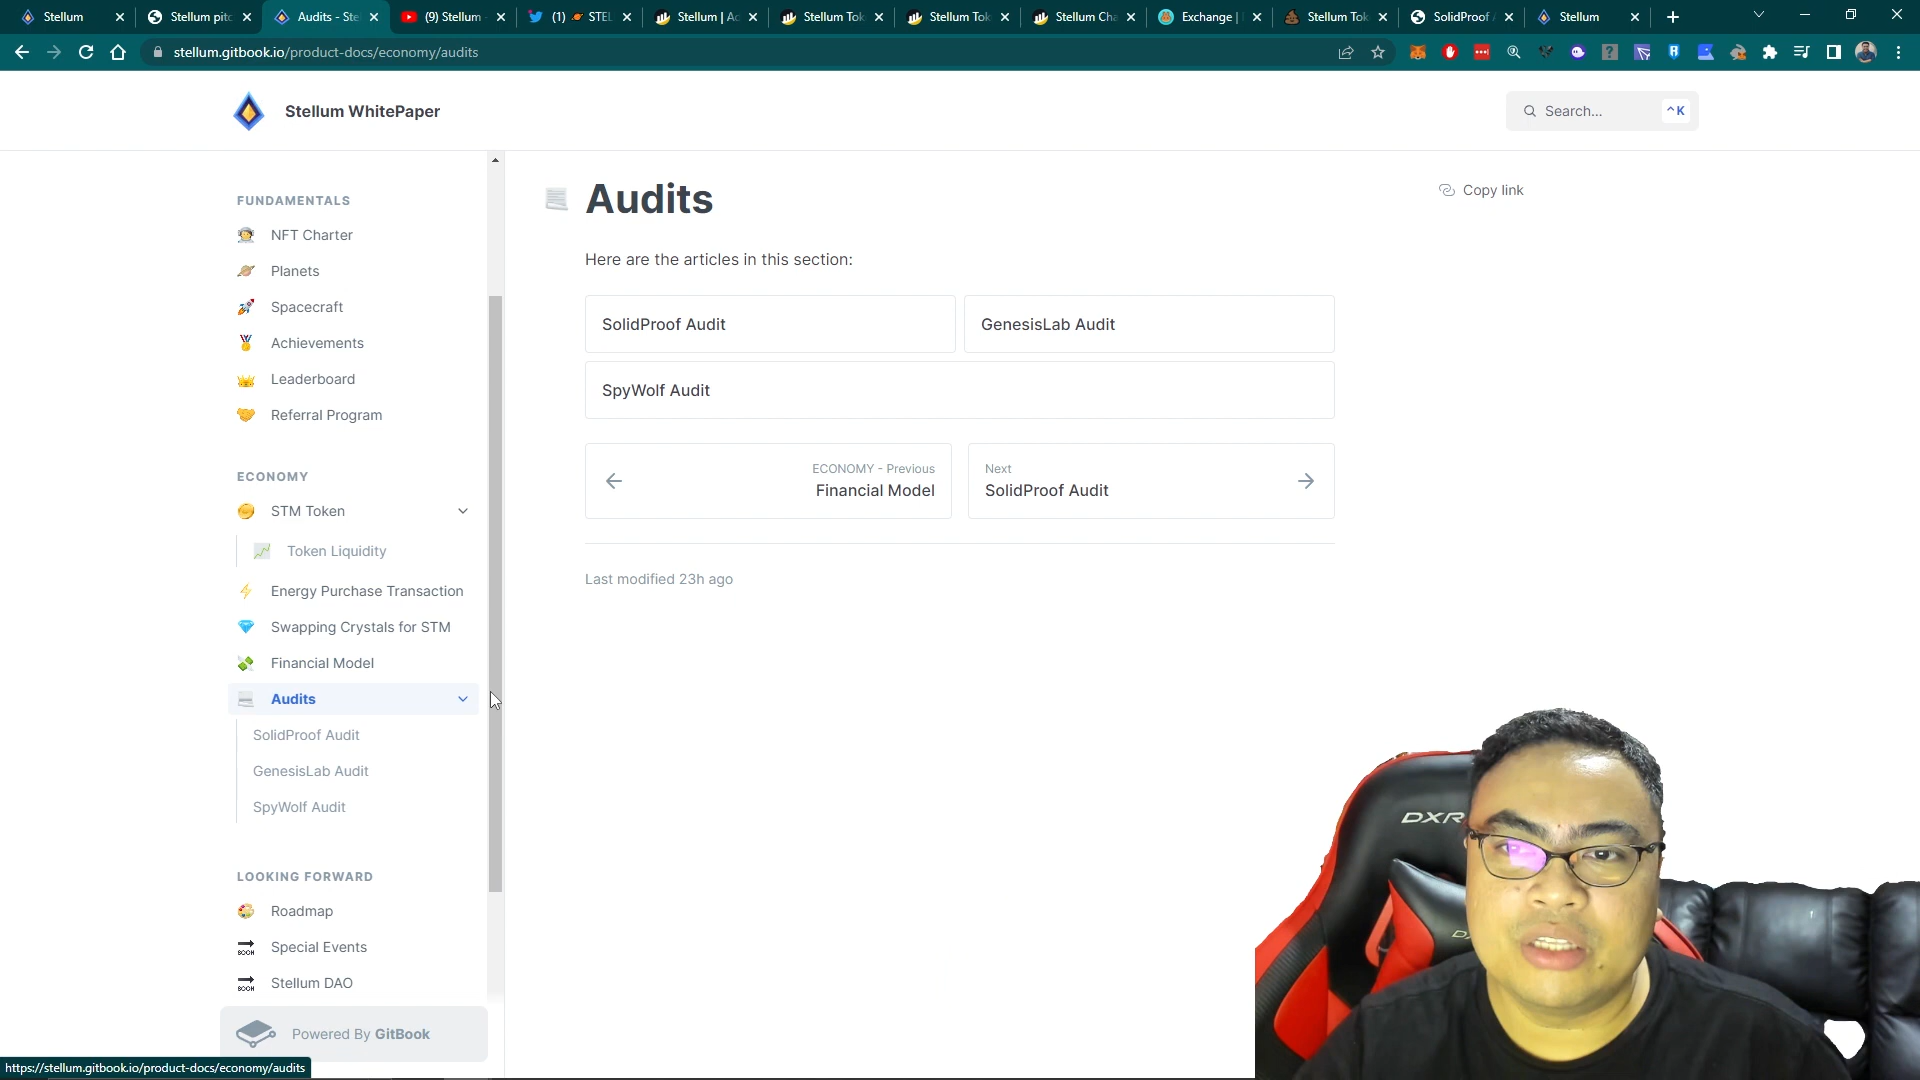 Stellum
Stellum pitc
Audits - Ste
(9) Stellum -
(1)
STEL
Stellum | Ac
Stellum Tok
Stellum Tok
Stellum Cha
Exchange |
Stellum Tok
SolidProof
Stellum
stellum.gitbook.io/product-docs/economy/audits
Stellum WhitePaper
Search...
^K
FUNDAMENTALS
NFT Charter
Planets
Spacecraft
Achievements
Leaderboard
Referral Program
ECONOMY
STM Token
Token Liquidity
Energy Purchase Transaction
Swapping Crystals for STM
Financial Model
Audits
SolidProof Audit
GenesisLab Audit
SpyWolf Audit
LOOKING FORWARD
Roadmap
SOON
Special Events
SOON
Stellum DAO
Powered By GitBook
https://stellum.gitbook.io/product-docs/economy/audits
Audits
Copy link
Here are the articles in this section:
SolidProof Audit
GenesisLab Audit
SpyWolf Audit
ECONOMY - Previous
Financial Model
Next
SolidProof Audit
Last modified 23h ago
DXR